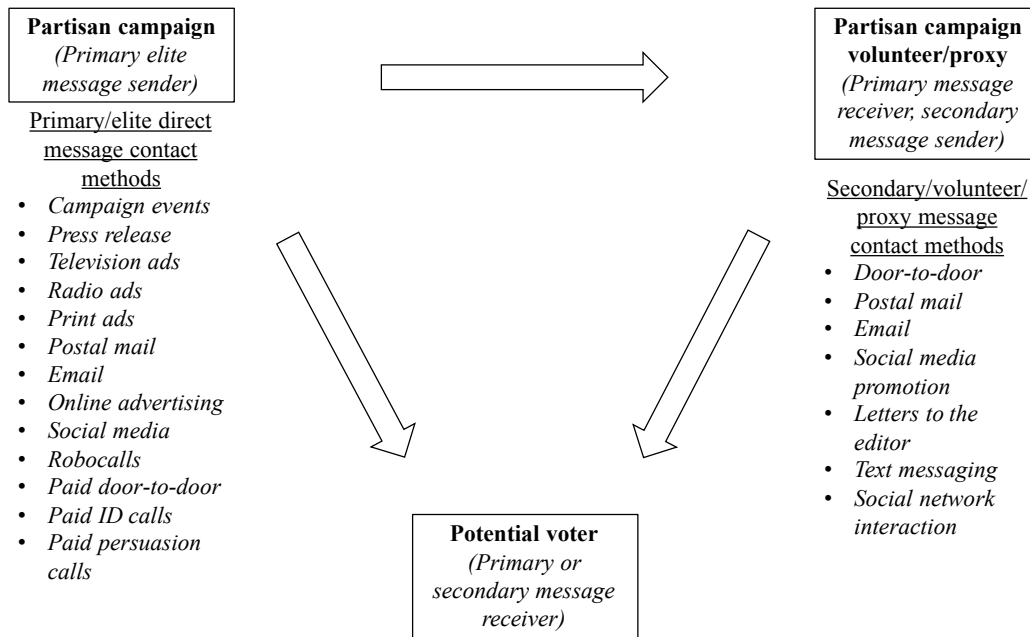 Partisan campaign
(Primary elite
message sender)
Primary/elite direct
message contact
methods
• Campaign events
• Press release
• Television ads
• Radio ads
• Print ads
• Postal mail
• Email
• Online advertising
• Social media
• Robocalls
• Paid door-to-door
• Paid ID calls
• Paid persuasion
calls
Partisan campaign
volunteer/proxy
(Primary message
receiver, secondary
message sender)
Secondary/volunteer/
proxy message
contact methods
• Door-to-door
• Postal mail
• Email
• Social media
promotion
• Letters to the
editor
• Text messaging
• Social network
interaction
Potential voter
(Primary or
secondary message
receiver)